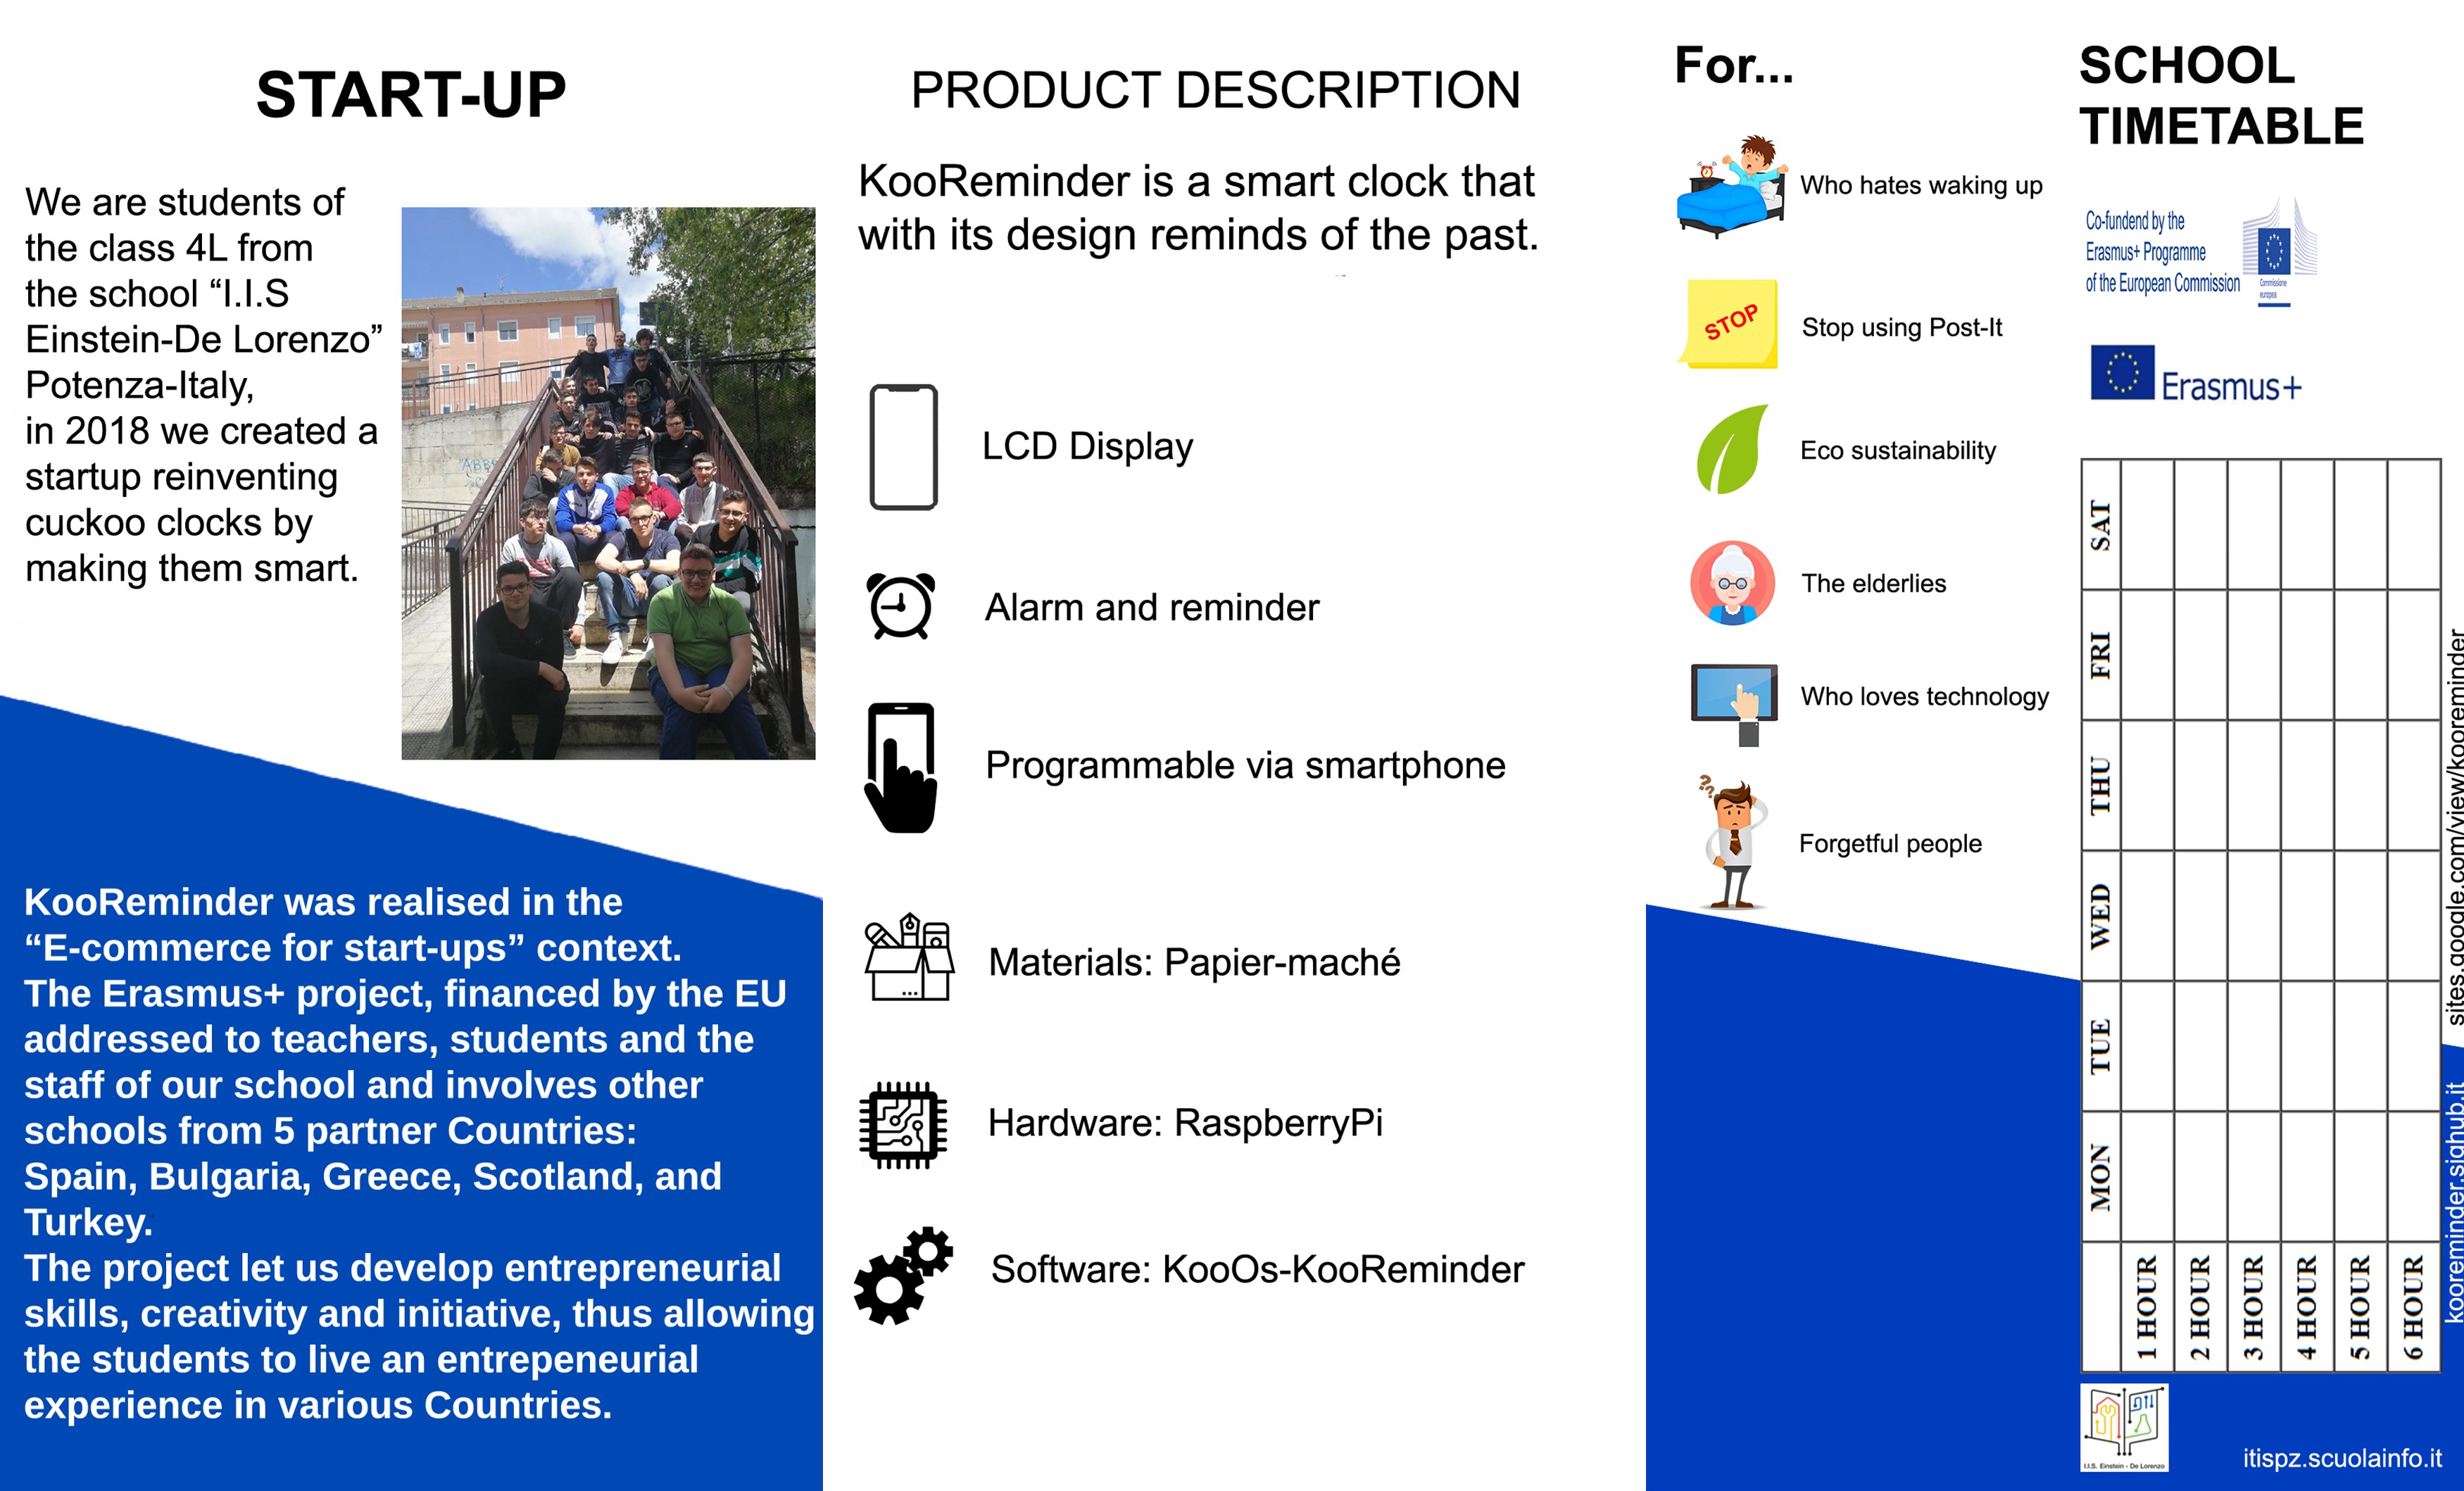 START-UP
We are students of
the class 4L from
the school “I.I.S
Einstein-De Lorenzo”
Potenza-Italy,
in 2018 we created a
startup reinventing
cuckoo clocks by
making them smart.
KooReminder was realised in the
“E-commerce for start-ups” context.
The Erasmus+ project, financed by the EU
addressed to teachers, students and the
staff of our school and involves other
schools from 5 partner Countries:
Spain, Bulgaria, Greece, Scotland, and
Turkey.
The project let us develop entrepreneurial
skills, creativity and initiative, thus allowing
the students to live an entrepeneurial
experience in various Countries.
PRODUCT DESCRIPTION
KooReminder is a smart clock that
with its design reminds of the past.
LCD Display
Alarm and reminder
Programmable via smartphone
Materials: Papier-maché
Hardware: RaspberryPi
Software: KooOs-KooReminder
For...
Who hates waking up
STOP
Stop using Post-It
Eco sustainability
The elderlies
Who loves technology
??
Forgetful people
SCHOOL
TIMETABLE
Co-fundend by the
Erasmus+ Programme
of the European Commission
Commissione
europea
Erasmus+
SAT
FRI
THU
WED
TUE
MON
1 HOUR
2 HOUR
3 HOUR
4 HOUR
5 HOUR
6 HOUR
sites.google.com/view/kooreminder
kooreminder.sighub.it
I.I.S. Einstein - De Lorenzo
itispz.scuolainfo.it